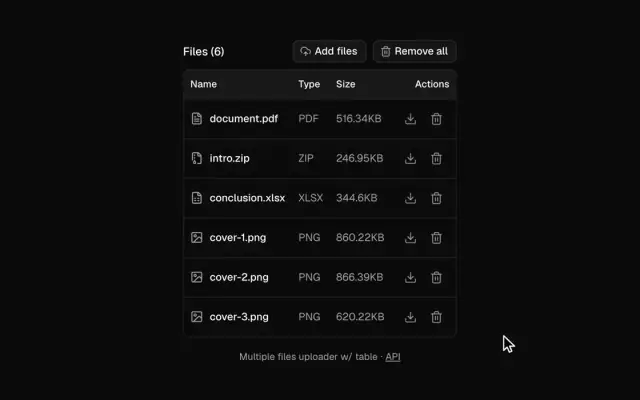 Files (6) Add files Remove all
Name Type Size Actions
document.pdf PDF 516.34KB
intro.zip ZIP 246.95KB
conclusion.xlsx XLSX 344.6KB
cover-1.png PNG 860.22KB
cover-2.png PNG 866.39KB
cover-3.png PNG 620.22KB
Multiple files uploader w/ table · API